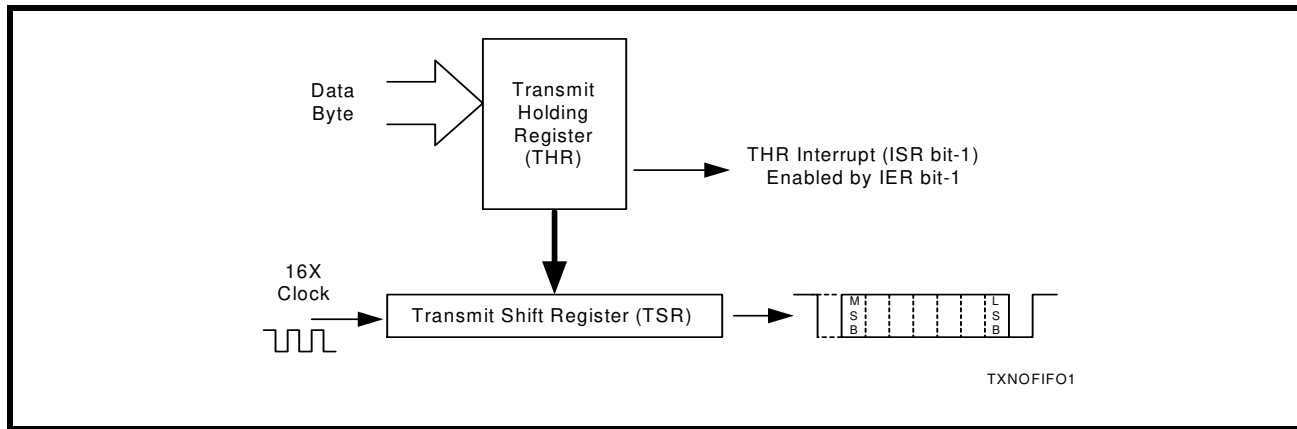 Data
Byte
Transmit
Holding
Register
(THR)
THR Interrupt (ISR bit-1)
Enabled by IER bit-1
16X
Clock
Transmit Shift Register (TSR)
M
S
B
L
S
B
TXNOFIFO1